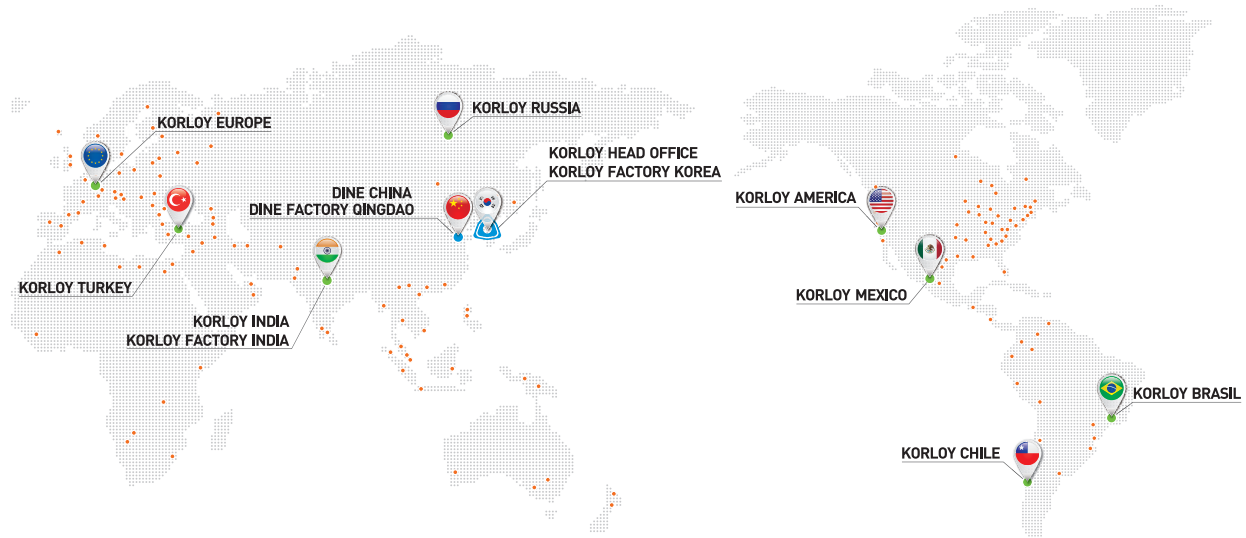 KORLOY RUSSIA
KORLOY EUROPE
KORLOY HEAD OFFICE
KORLOY FACTORY KOREA
DINE CHINA
DINE FACTORY QINGDAO
KORLOY AMERICA
KORLOY TURKEY
KORLOY MEXICO
KORLOY INDIA
KORLOY FACTORY INDIA
KORLOY BRASIL
KORLOY CHILE